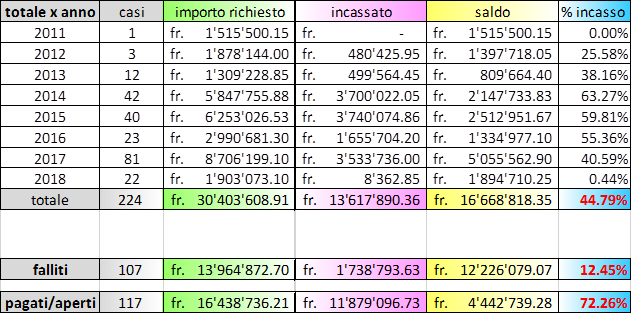 totale x anno casi importo richiesto incassato saldo % incasso
2011 1 fr. 1'515'500.15 fr. - fr. 1'515'500.15 0.00%
2012 3 fr. 1'878'144.00 fr. 480'425.95 fr. 1'397'718.05 25.58%
2013 12 fr. 1'309'228.85 fr. 499'564.45 fr. 809'664.40 38.16%
2014 42 fr. 5'847'755.88 fr. 3'700'022.05 fr. 2'147'733.83 63.27%
2015 40 fr. 6'253'026.53 fr. 3'740'074.86 fr. 2'512'951.67 59.81%
2016 23 fr. 2'990'681.30 fr. 1'655'704.20 fr. 1'334'977.10 55.36%
2017 81 fr. 8'706'199.10 fr. 3'533'736.00 fr. 5'055'562.90 40.59%
2018 22 fr. 1'903'073.10 fr. 8'362.85 fr. 1'894'710.25 0.44%
totale 224 fr. 30'403'608.91 fr. 13'617'890.36 fr. 16'668'818.35 44.79%
falliti 107 fr. 13'964'872.70 fr. 1'738'793.63 fr. 12'226'079.07 12.45%
pagati/aperti 117 fr. 16'438'736.21 fr. 11'879'096.73 fr. 4'442'739.28 72.26%